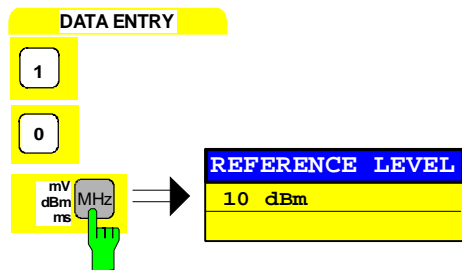 DATA ENTRY
1
0
REFERENCE LEVEL
mV
dBm
ms
MHz
10 dBm